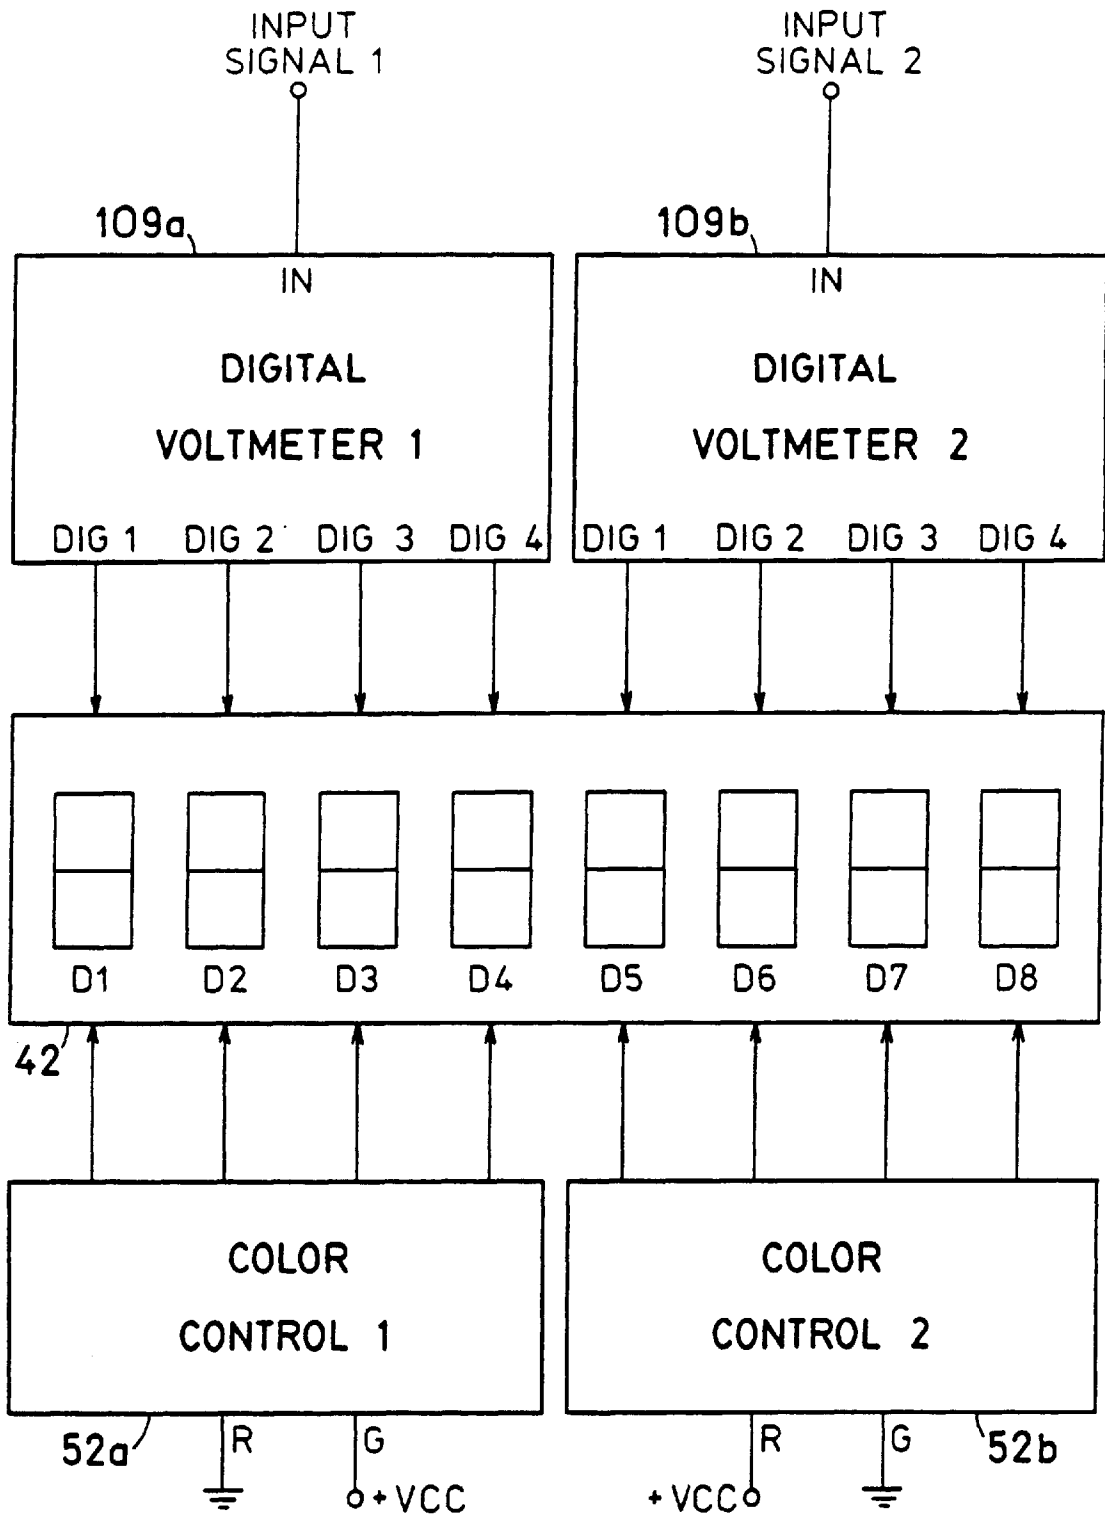 INPUT INPUT
SIGNAL 1 SIGNAL 2
109a 109b
IN IN
DIGITAL DIGITAL
VOLTMETER 1 VOLTMETER 2
DIG 1 DIG 2 DIG 3 DIG 4 DIG 1 DIG 2 DIG 3 DIG 4
D1 D2 D3 D4 D5 D6 D7 D8
42
COLOR COLOR
CONTROL 1 CONTROL 2
52a R G R G 52b
+VCC +VCC